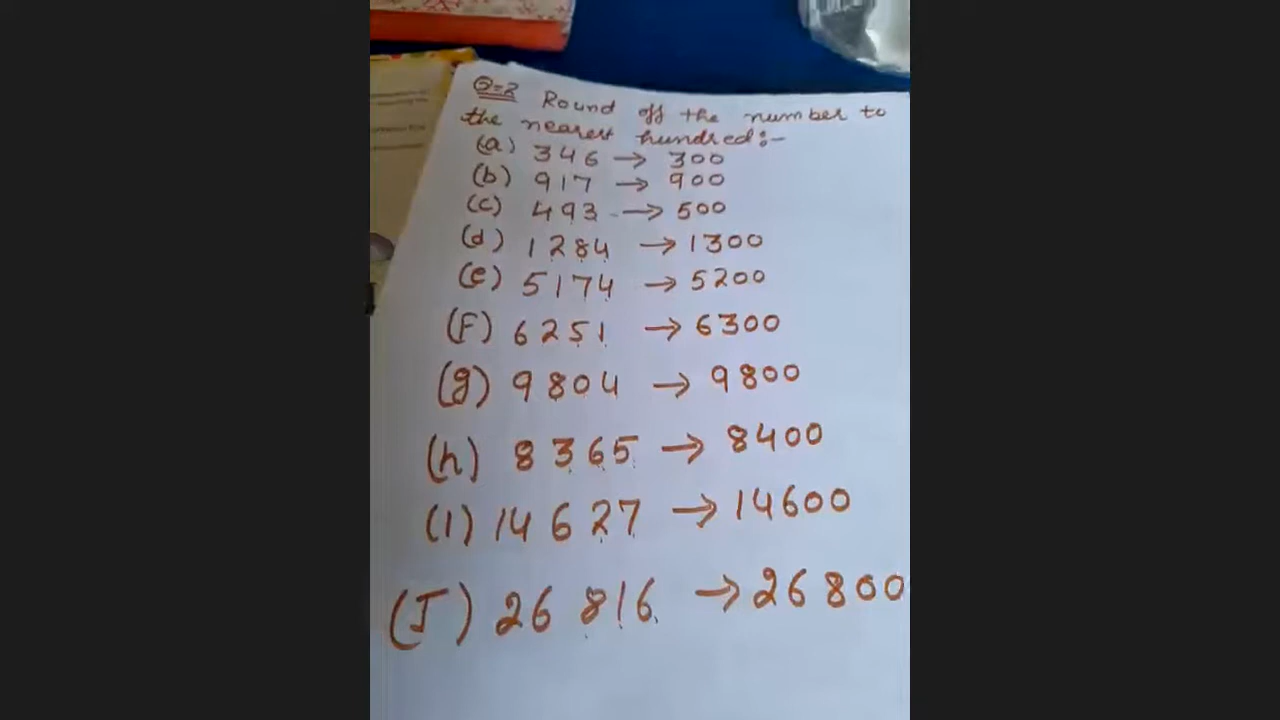 Q=2 Round off the number to
the nearest hundred:-
(a) 346 → 300
(b) 917 → 900
(c) 493 → 500
(d) 1284 → 1300
(e) 5174 → 5200
(F) 6251 → 6300
(g) 9804 → 9800
(h) 8365 → 8400
(I) 14627 → 14600
(J) 26816 → 26800